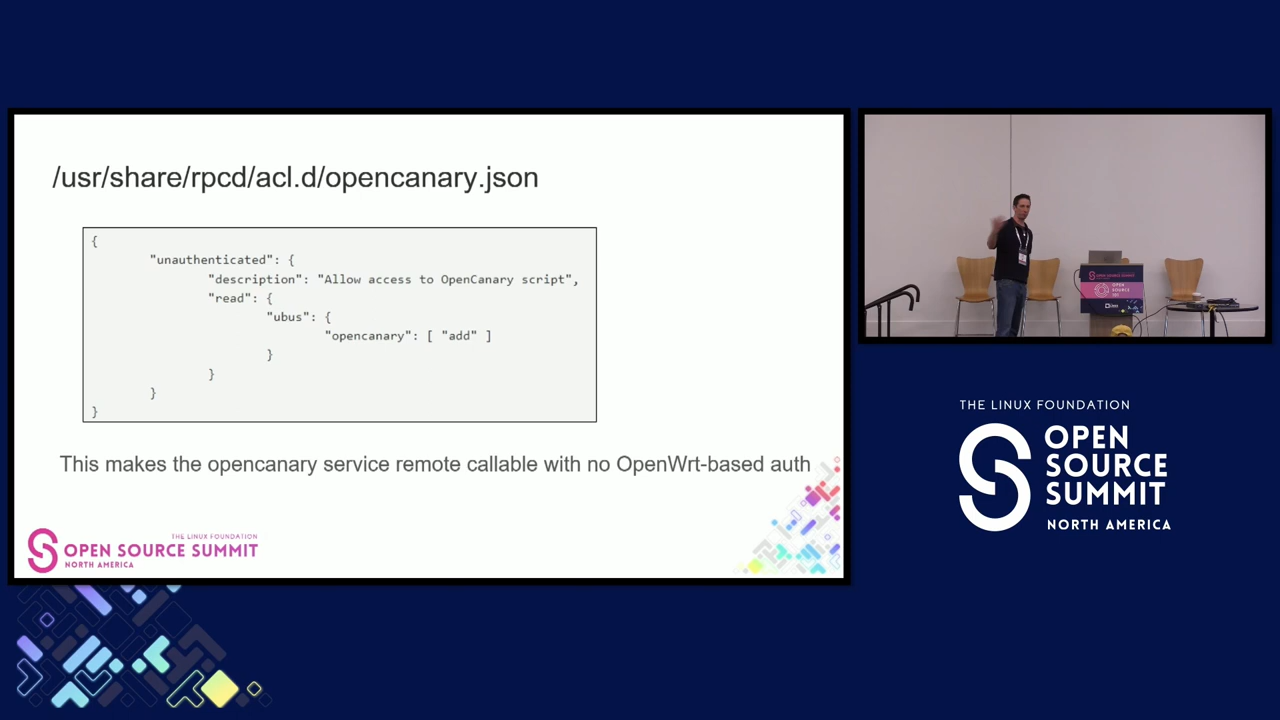 /usr/share/rpcd/acl.d/opencanary.json
{
"unauthenticated": {
"description": "Allow access to OpenCanary script",
"read": {
"ubus": {
"opencanary": [ "add" ]
}
}
}
}
This makes the opencanary service remote callable with no OpenWrt-based auth
THE LINUX FOUNDATION
OPEN SOURCE SUMMIT
NORTH AMERICA
THE LINUX FOUNDATION
OPEN
SOURCE
SUMMIT
NORTH AMERICA